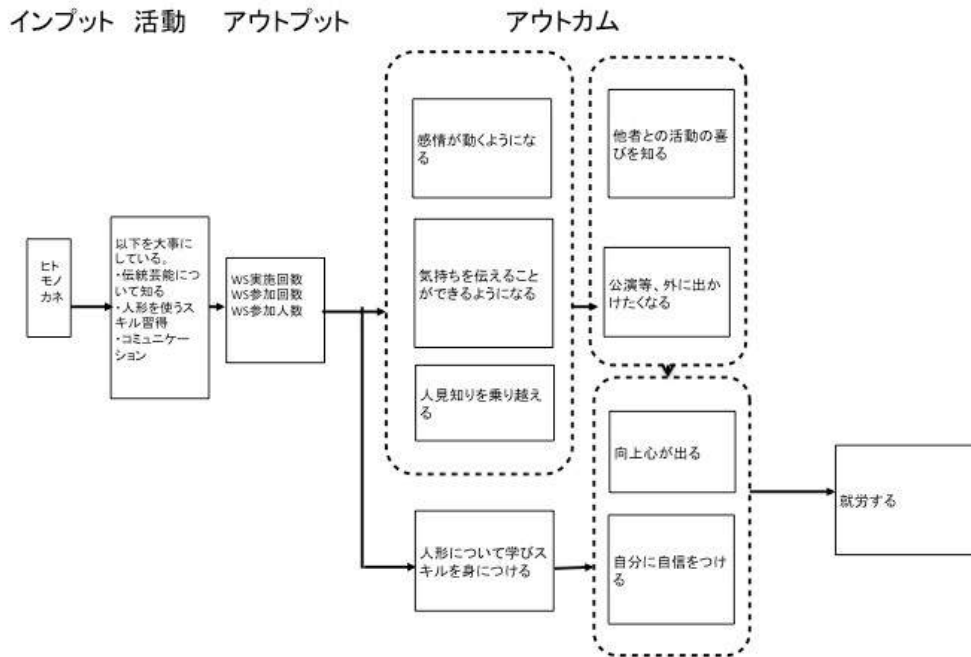 インプット 活動 アウトプット アウトカム
ヒト
モノ
カネ
以下を大事に
している。
・伝統芸能につ
いて知る
・人形を使うス
キル習得
・コミュニケー
ション
WS実施回数
WS参加回数
WS参加人数
感情が動くようにな
る
気持ちを伝えること
ができるようになる
人見知りを乗り越え
る
人形について学びス
キルを身につける
他者との活動の喜
びを知る
公演等、外に出か
けたくなる
向上心が出る
自分に自信をつけ
る
就労する